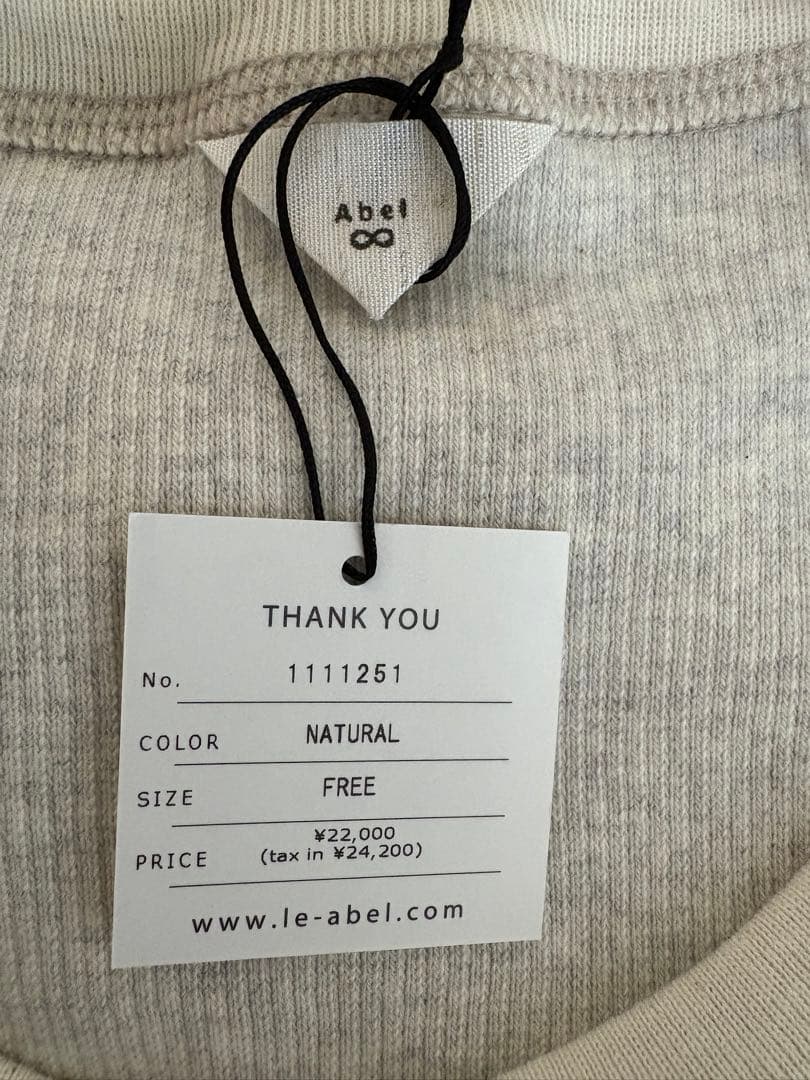 Abel
THANK YOU
No. 1111251
COLOR NATURAL
SIZE FREE
PRICE ¥22,000
(tax in ¥24,200)
www.le-abel.com